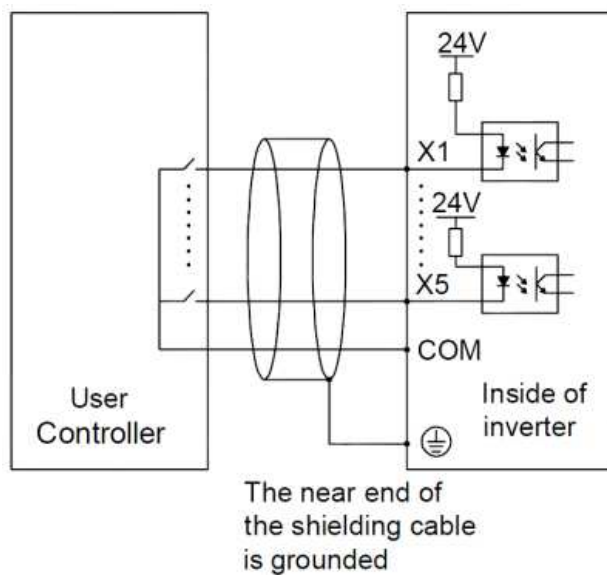 24V
X1
24V
X5
COM
User
Controller
Inside of
inverter
The near end of
the shielding cable
is grounded